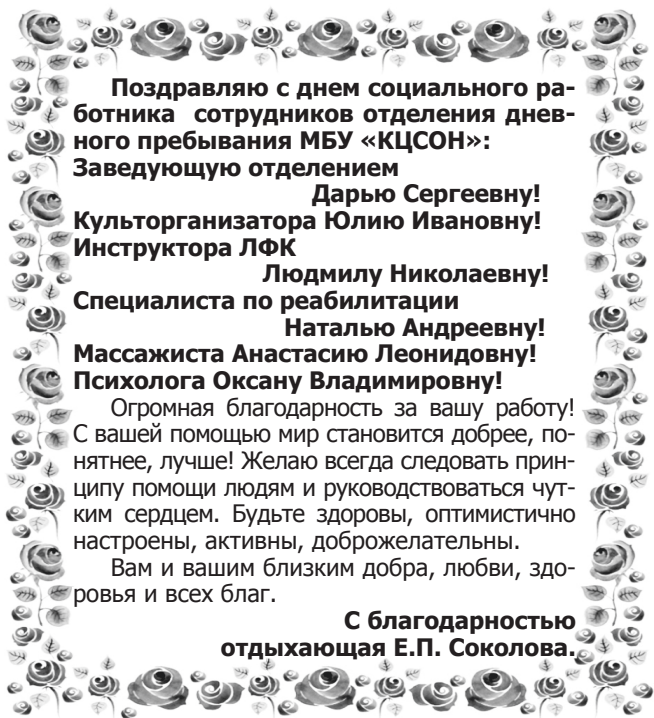 Поздравляю с днем социального ра-
ботника сотрудников отделения днев-
ного пребывания МБУ «КЦСОН»:
Заведующую отделением
Дарью Сергеевну!
Культорганизатора Юлию Ивановну!
Инструктора ЛФК
Людмилу Николаевну!
Специалиста по реабилитации
Наталью Андреевну!
Массажиста Анастасию Леонидовну!
Психолога Оксану Владимировну!
Огромная благодарность за вашу работу!
С вашей помощью мир становится добрее, по-
нятнее, лучше! Желаю всегда следовать прин-
ципу помощи людям и руководствоваться чут-
ким сердцем. Будьте здоровы, оптимистично
настроены, активны, доброжелательны.
Вам и вашим близким добра, любви, здо-
ровья и всех благ.
С благодарностью
отдыхающая Е.П. Соколова.